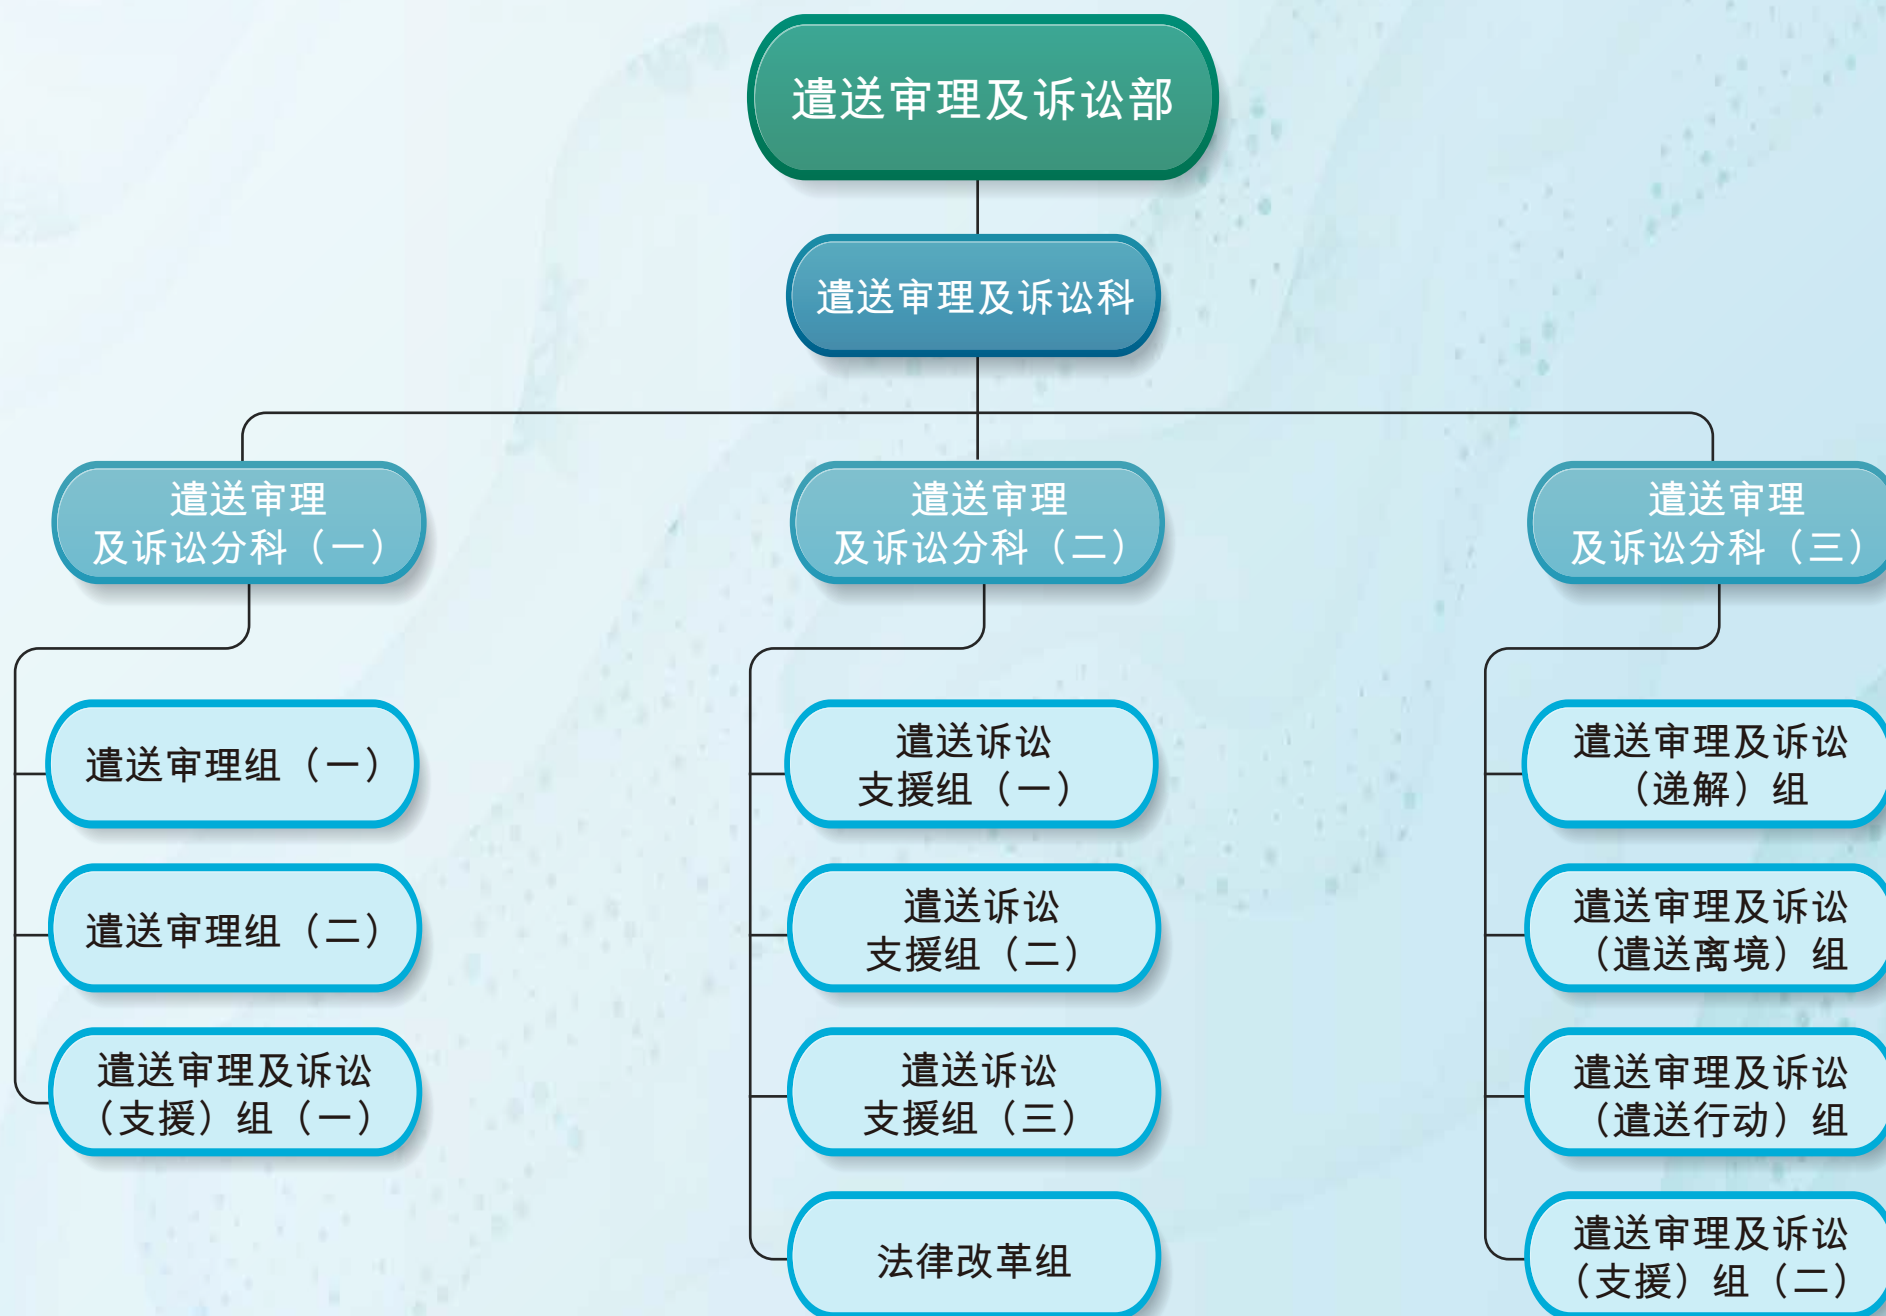 遣送审理及诉讼部
遣送审理及诉讼科
遣送审理
及诉讼分科（一）
遣送审理
及诉讼分科（二）
遣送审理
及诉讼分科（三）
遣送审理组（一）
遣送审理组（二）
遣送审理及诉讼
（支援）组（一）
遣送诉讼
支援组（一）
遣送诉讼
支援组（二）
遣送诉讼
支援组（三）
法律改革组
遣送审理及诉讼
（递解）组
遣送审理及诉讼
（遣送离境）组
遣送审理及诉讼
（遣送行动）组
遣送审理及诉讼
（支援）组（二）